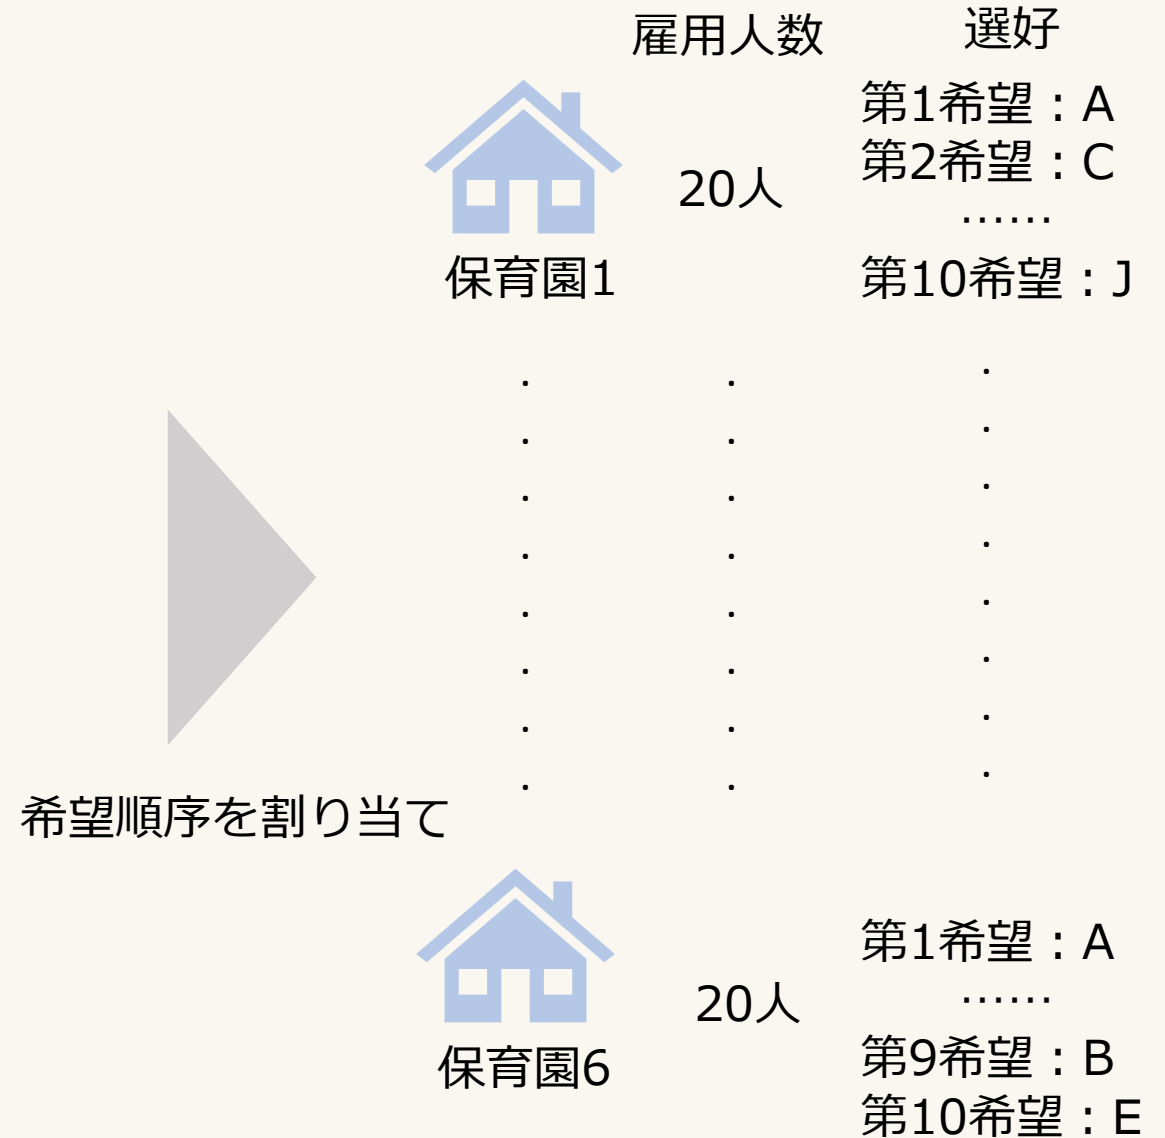 雇用人数
選好
第1希望：A
第2希望：C
……
第10希望：J
20人
保育園1
希望順序を割り当て
第1希望：A
……
第9希望：B
第10希望：E
20人
保育園6